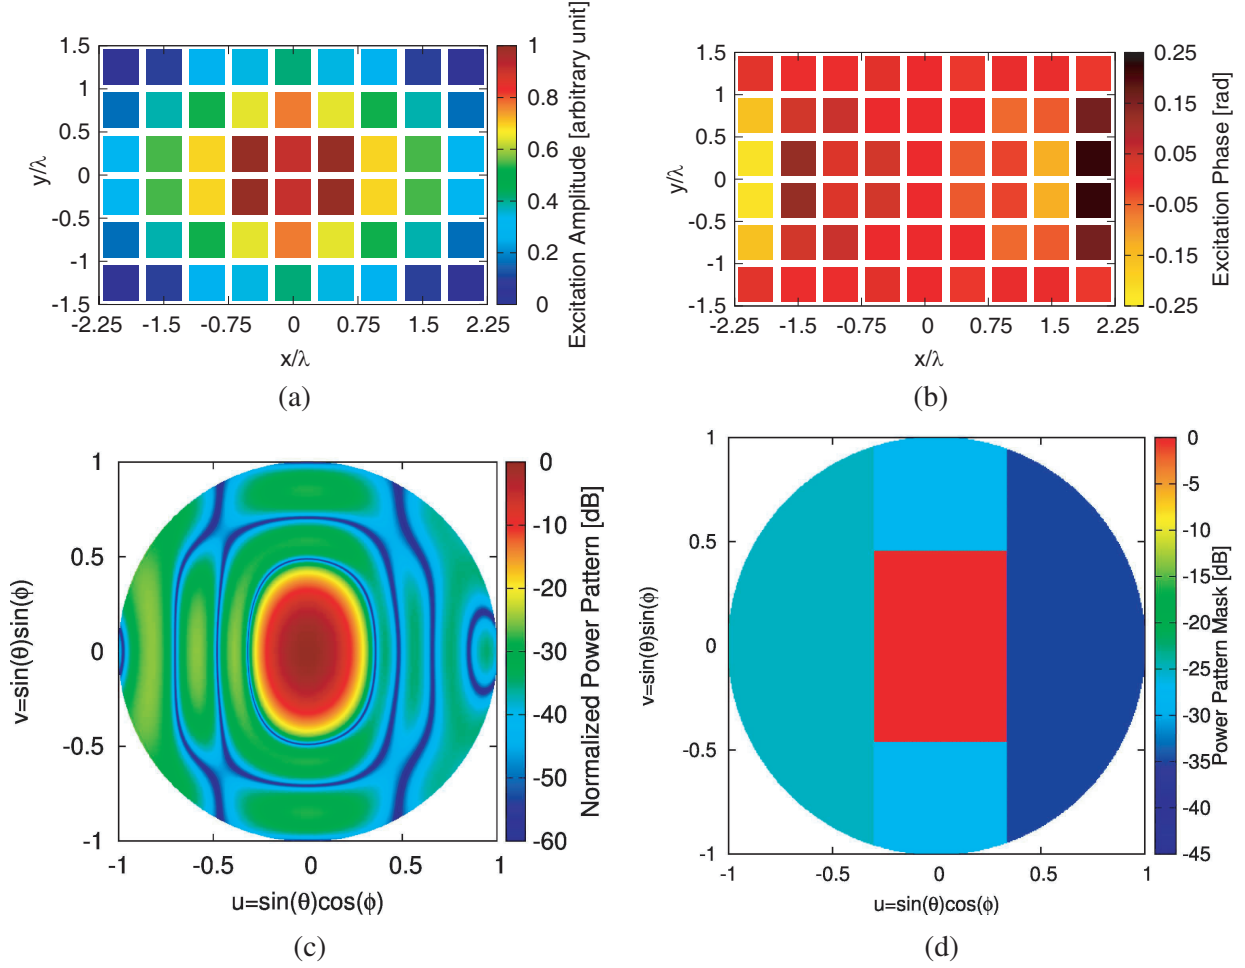 1.5
1
0.5
0
-0.5
-1
-1.5
y/λ
-2.25 -1.5 -0.75 0 0.75 1.5 2.25
x/λ
1
0.8
0.6
0.4
0.2
0
Excitation Amplitude [arbitrary unit]
(a)
1.5
1
0.5
0
-0.5
-1
-1.5
y/λ
-2.25 -1.5 -0.75 0 0.75 1.5 2.25
x/λ
0.25
0.15
0.05
-0.05
-0.15
-0.25
Excitation Phase [rad]
(b)
1
0.5
0
-0.5
-1
v=sin(θ)sin(ϕ)
-1 -0.5 0 0.5 1
u=sin(θ)cos(ϕ)
0
-10
-20
-30
-40
-50
-60
Normalized Power Pattern [dB]
(c)
1
0.5
0
-0.5
-1
v=sin(θ)sin(ϕ)
-1 -0.5 0 0.5 1
u=sin(θ)cos(ϕ)
0
-5
-10
-15
-20
-25
-30
-35
-40
-45
Power Pattern Mask [dB]
(d)